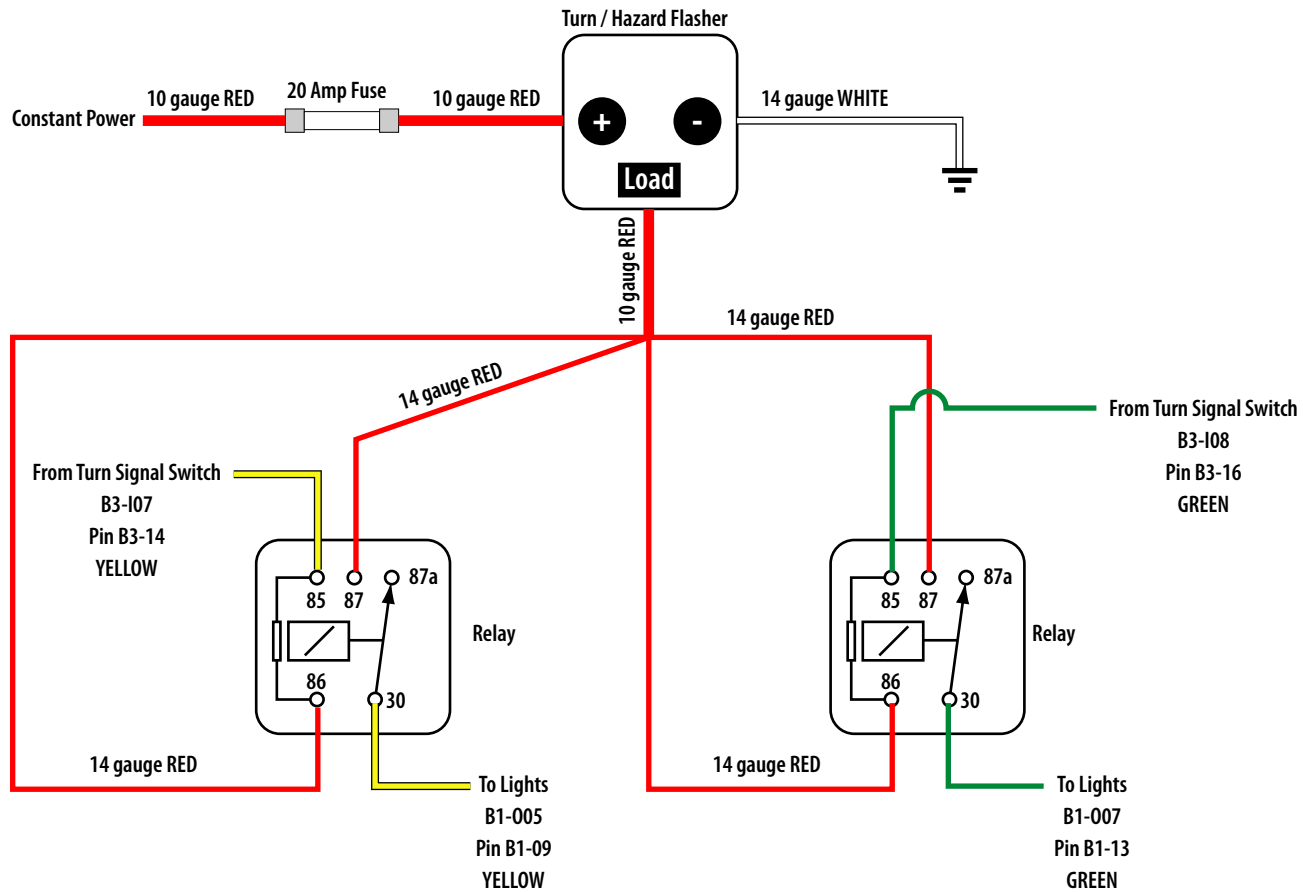 Turn / Hazard Flasher
Constant Power
10 gauge RED
20 Amp Fuse
10 gauge RED
+
-
14 gauge WHITE
Load
10 gauge RED
14 gauge RED
14 gauge RED
From Turn Signal Switch
B3-I08
Pin B3-16
GREEN
From Turn Signal Switch
B3-I07
Pin B3-14
YELLOW
85
87
87a
86
30
Relay
85
87
87a
86
30
Relay
14 gauge RED
To Lights
B1-O05
Pin B1-09
YELLOW
14 gauge RED
To Lights
B1-O07
Pin B1-13
GREEN